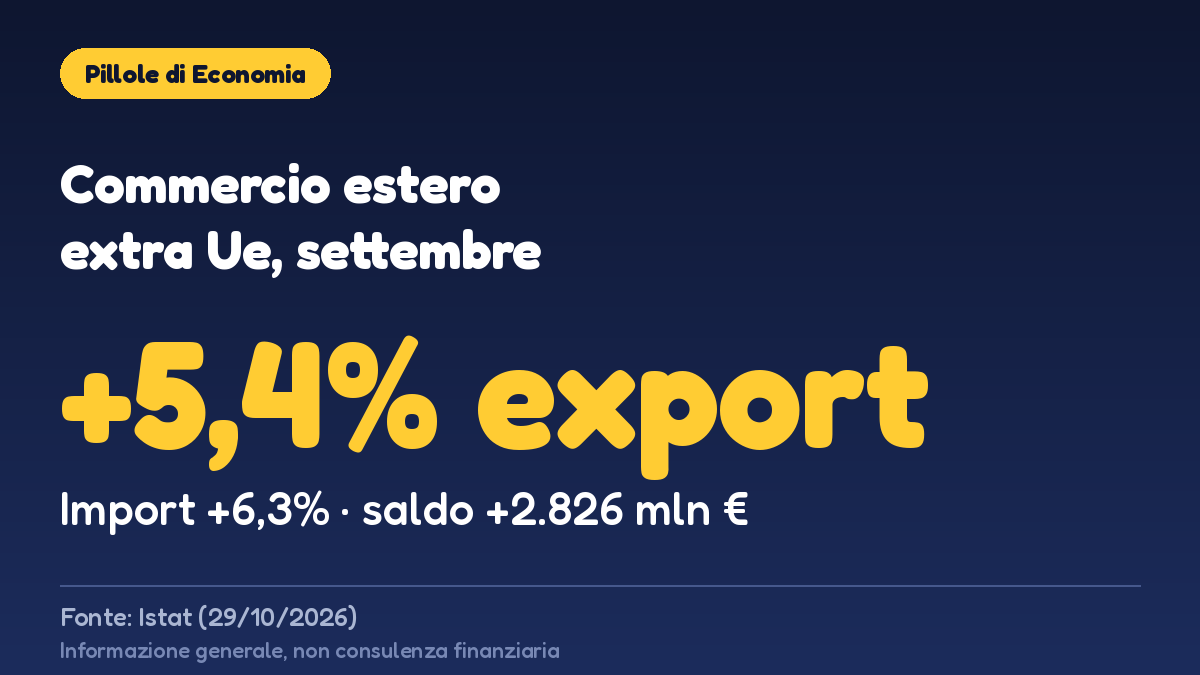 Pillole di Economia
Commercio estero
extra Ue, settembre
+5,4% export
Import +6,3% · saldo +2.826 mln €
Fonte: Istat (29/10/2026)
Informazione generale, non consulenza finanziaria